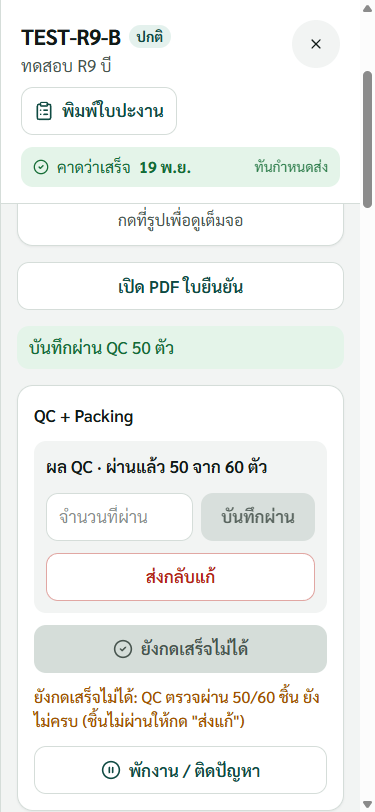 TEST-R9-B ปกติ
ทดสอบ R9 บี
พิมพ์ใบปะงาน
คาดว่าเสร็จ 19 พ.ย. ทันกำหนดส่ง
กดที่รูปเพื่อดูเต็มจอ
เปิด PDF ใบยืนยัน
บันทึกผ่าน QC 50 ตัว
QC + Packing
ผล QC · ผ่านแล้ว 50 จาก 60 ตัว
จำนวนที่ผ่าน บันทึกผ่าน
ส่งกลับแก้
ยังกดเสร็จไม่ได้
ยังกดเสร็จไม่ได้: QC ตรวจผ่าน 50/60 ชิ้น ยัง
ไม่ครบ (ชิ้นไม่ผ่านให้กด "ส่งแก้")
พักงาน / ติดปัญหา